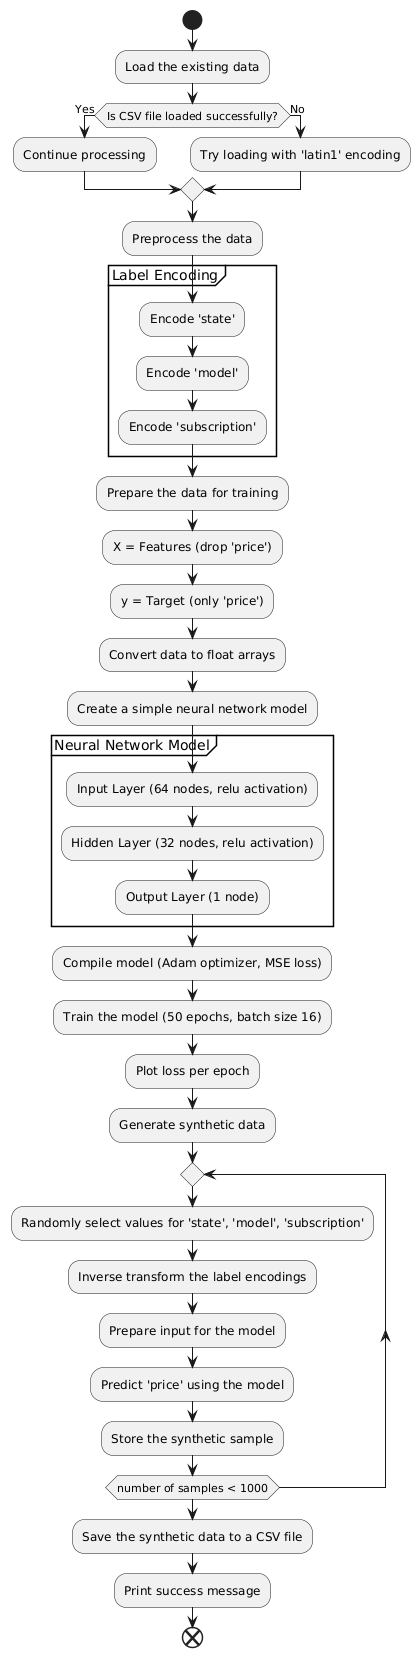 Load the existing data
Is CSV file loaded successfully?
Yes
No
Continue processing
Try loading with 'latin1' encoding
Preprocess the data
Label Encoding
Encode 'state'
Encode 'model'
Encode 'subscription'
Prepare the data for training
X = Features (drop 'price')
y = Target (only 'price')
Convert data to float arrays
Create a simple neural network model
Neural Network Model
Input Layer (64 nodes, relu activation)
Hidden Layer (32 nodes, relu activation)
Output Layer (1 node)
Compile model (Adam optimizer, MSE loss)
Train the model (50 epochs, batch size 16)
Plot loss per epoch
Generate synthetic data
Randomly select values for 'state', 'model', 'subscription'
Inverse transform the label encodings
Prepare input for the model
Predict 'price' using the model
Store the synthetic sample
number of samples < 1000
Save the synthetic data to a CSV file
Print success message